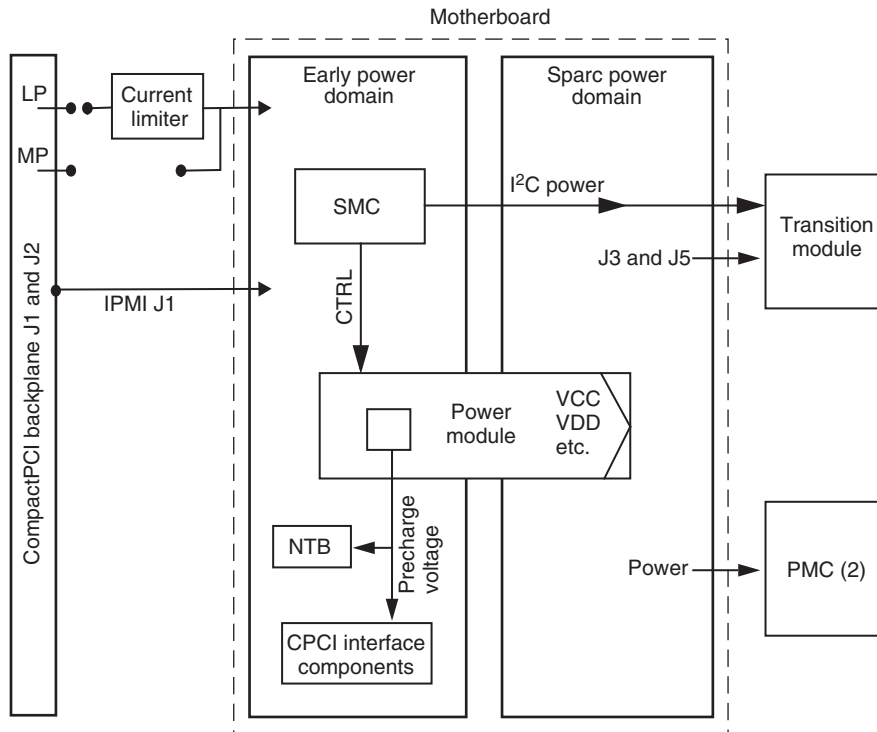 Motherboard
Early power
domain
Sparc power
domain
LP
Current
limiter
MP
SMC
I²C power
Transition
module
J3 and J5
IPMI J1
CTRL
CompactPCI backplane J1 and J2
Power
module
VCC
VDD
etc.
Precharge
voltage
NTB
Power
PMC (2)
CPCI interface
components